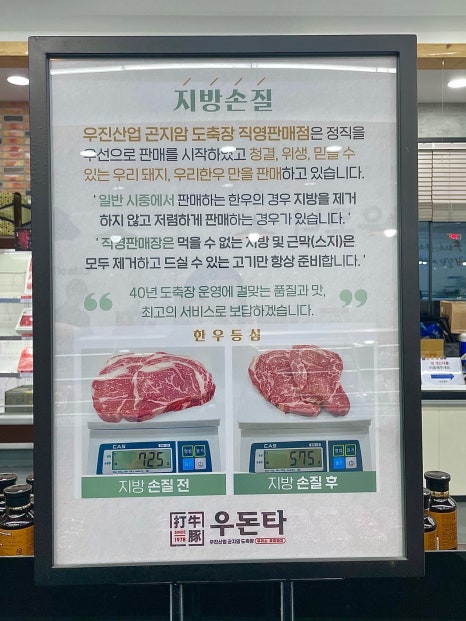 지방손질
우진산업 곤지암 도축장 직영판매점은 정직을
우선으로 판매를 시작하였고 청결, 위생, 믿을 수
있는 우리 돼지, 우리한우 만을 판매하고 있습니다.
' 일반 시중에서 판매하는 한우의 경우 지방을 제거
하지 않고 저렴하게 판매하는 경우가 있습니다. '
' 직영판매장은 먹을 수 없는 지방 및 근막(스지)은
모두 제거하고 드실 수 있는 고기만 항상 준비합니다. '
“ 40년 도축장 운영에 걸맞는 품질과 맛, ”
최고의 서비스로 보답하겠습니다.
한우등심
CAS
CAS
725
575
지방 손질 전
지방 손질 후
打牛
SINCE 1978
豚
우돈타
우진산업 곤지암 도축장